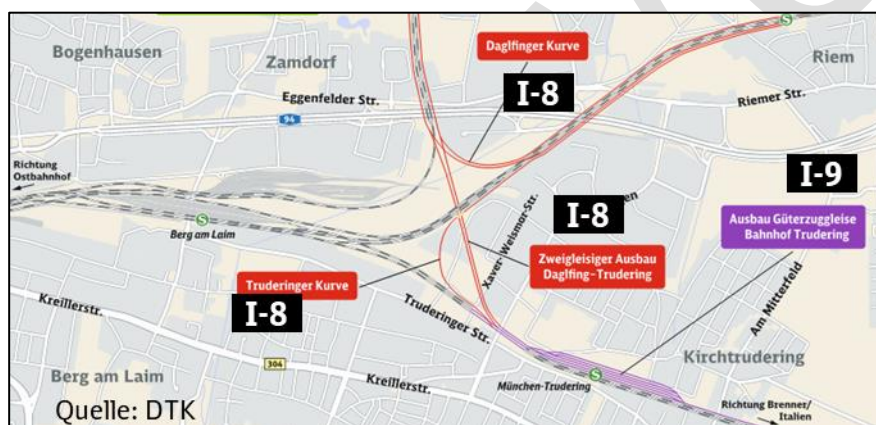 Bogenhausen
Zamdorf
Daglfinger Kurve
Riem
I-8
Eggenfelder Str.
Riemer Str.
94
Richtung
Ostbahnhof
I-9
I-8
Ausbau Güterzuggleise
Bahnhof Trudering
S
Berg am Laim
Xaver-Weismor-Str.
Zweigleisiger Ausbau
Daglfing-Trudering
Truderinger Kurve
I-8
Am Mitterfeld
Kreillerstr.
Truderinger Str.
304
Kirchtrudering
Berg am Laim
Kreillerstr.
München-Trudering
S
Richtung Brenner/
Italien
Quelle: DTK